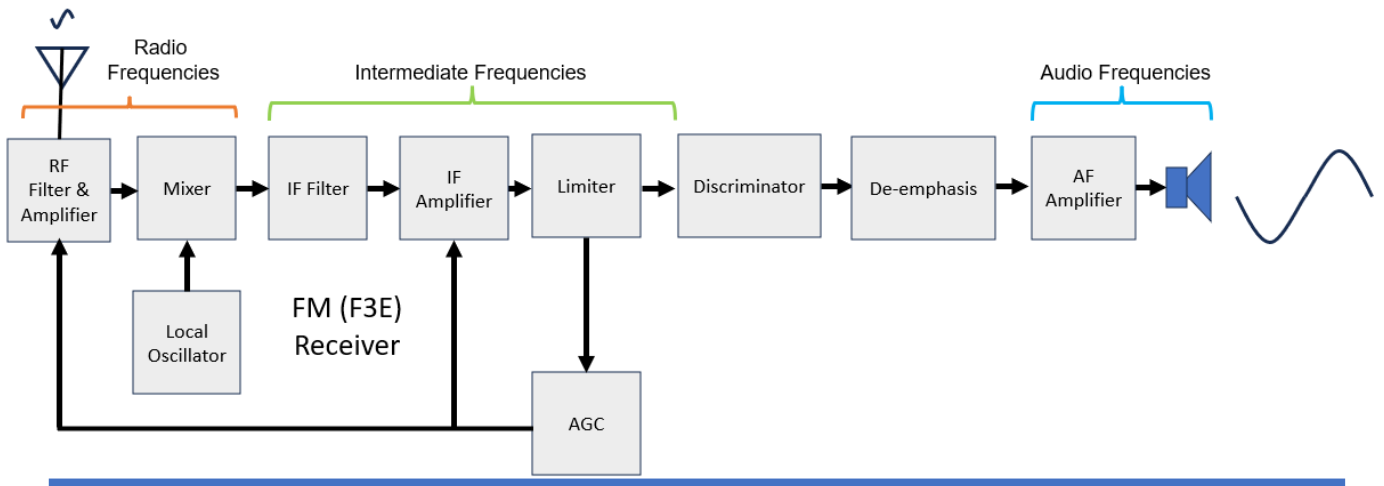 Radio
Frequencies
Intermediate Frequencies
Audio Frequencies
RF
Filter &
Amplifier
Mixer
IF Filter
IF
Amplifier
Limiter
Discriminator
De-emphasis
AF
Amplifier
Local
Oscillator
FM (F3E)
Receiver
AGC